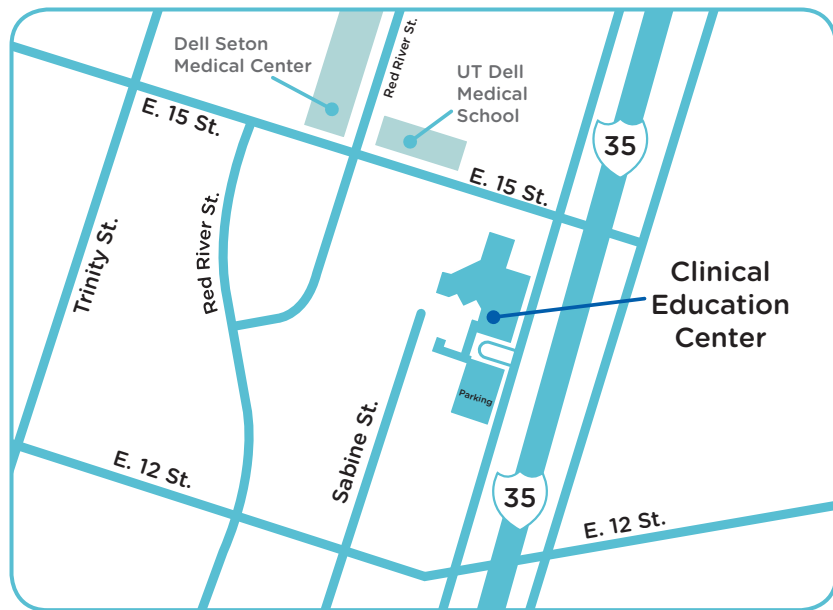 Dell Seton
Medical Center
Red River St.
UT Dell
Medical
School
35
E. 15 St.
E. 15 St.
Trinity St.
Red River St.
Clinical
Education
Center
Parking
Sabine St.
E. 12 St.
35
E. 12 St.